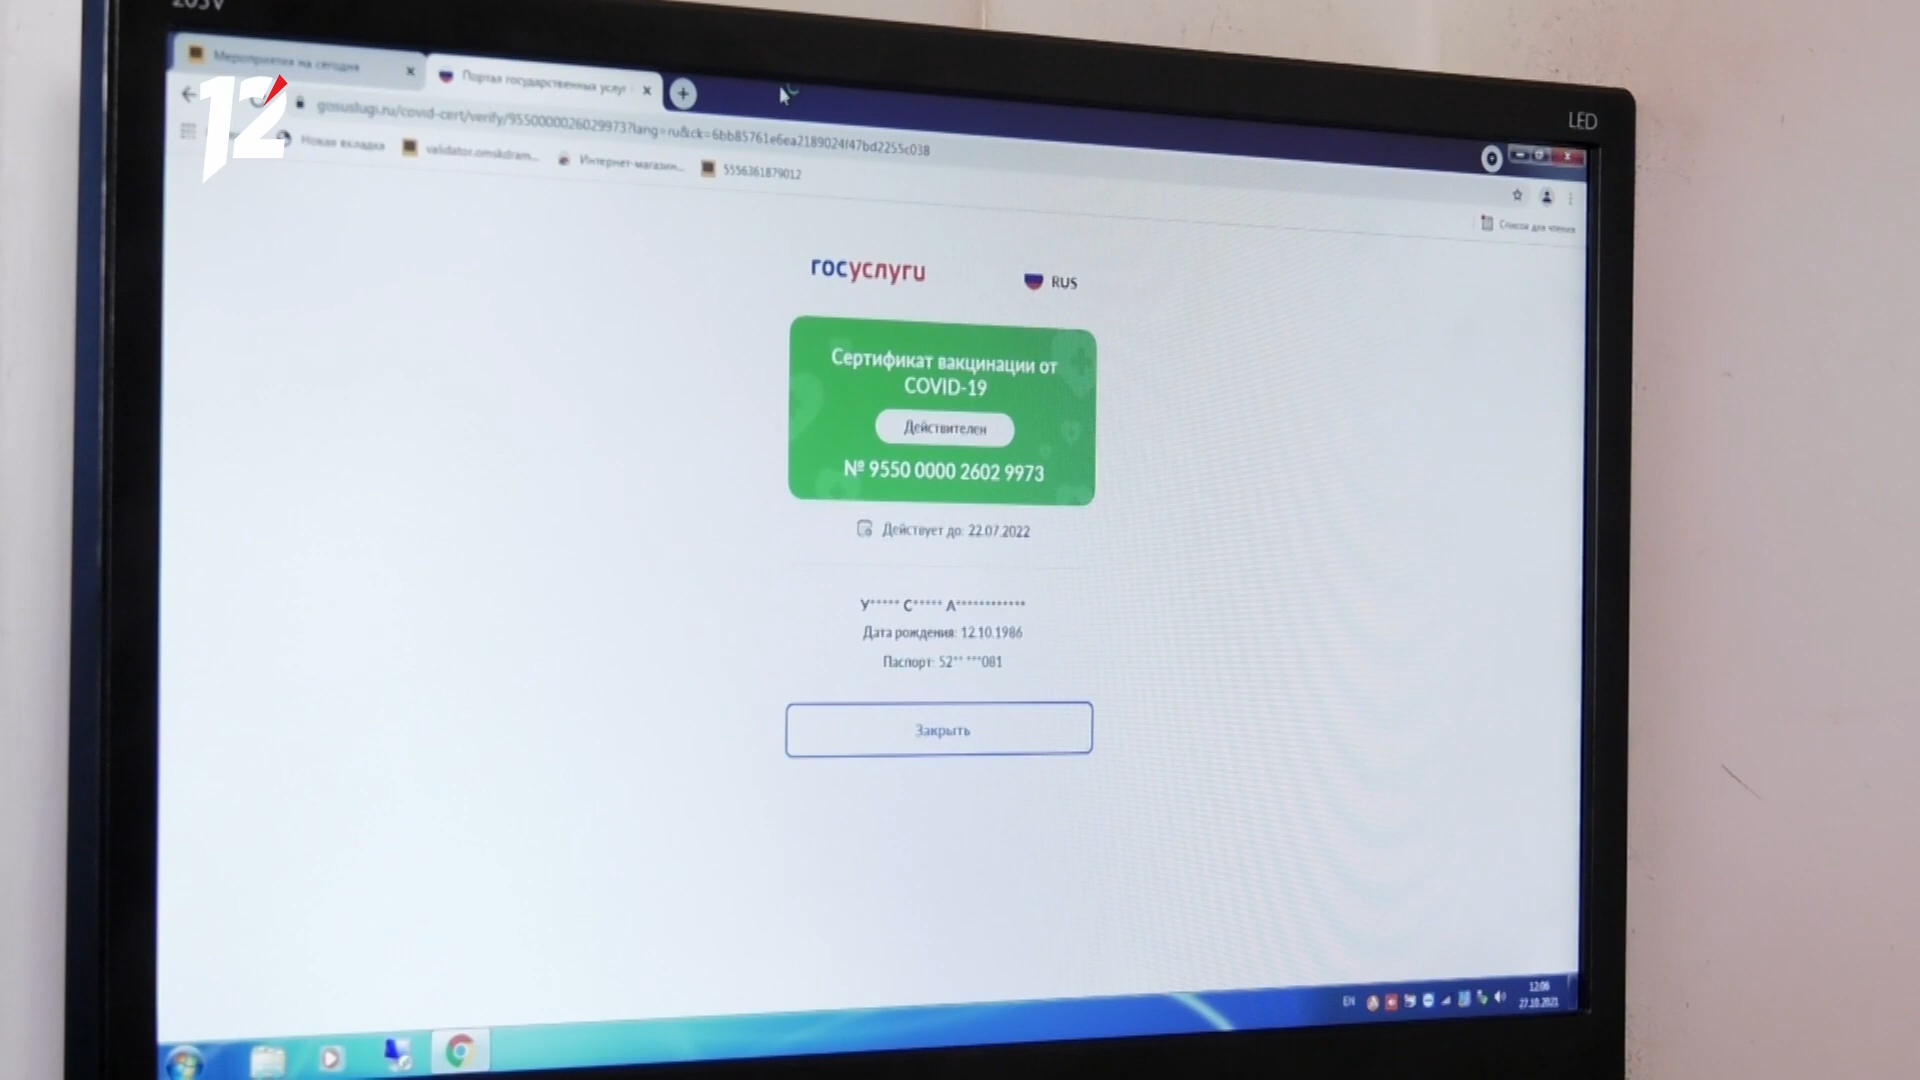 203V
LED
12
Мероприятия на сегодня
Портал государственных услуг
gosuslugi.ru/covid-cert/verify/9550000026029973?lang=ru&ck=6bb85761e6ea2189024f47bd2255c038
Новая вкладка
validator.omskdram...
Интернет-магазин...
5556361879012
Список для чтения
госуслуги
RUS
Сертификат вакцинации от
COVID-19
Действителен
№ 9550 0000 2602 9973
Действует до: 22.07.2022
У***** С***** А************
Дата рождения: 12.10.1986
Паспорт: 52** ***081
Закрыть
EN
12:06
27.10.2021